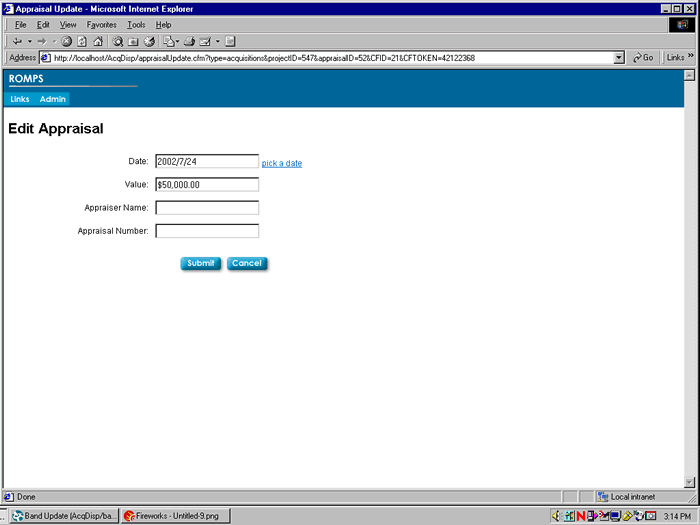 Appraisal Update - Microsoft Internet Explorer
File Edit View Favorites Tools Help
Address http://localhost/AcqDisp/appraisalUpdate.cfm?type=acquisitions&projectID=547&appraisalID=52&CFID=21&CFTOKEN=42122368 Go Links »
ROMPS
Links Admin
Edit Appraisal
Date: 2002/7/24 pick a date
Value: $50,000.00
Appraiser Name:
Appraisal Number:
Submit Cancel
Done Local intranet
Band Update (AcqDisp/ba... Fireworks - Untitled-9.png 3:14 PM